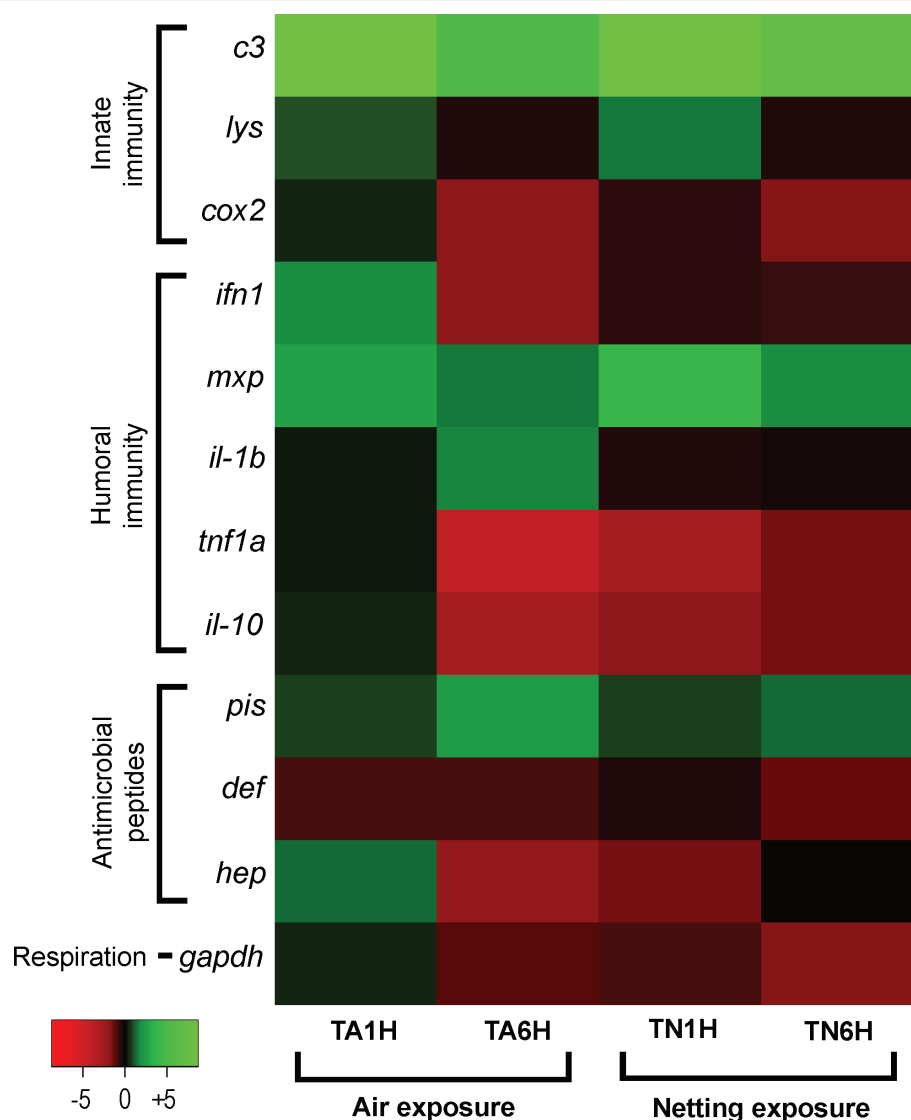 Innate
immunity
c3
lys
cox2
Humoral
immunity
ifn1
mxp
il-1b
tnf1a
il-10
Antimicrobial
peptides
pis
def
hep
Respiration
gapdh
-5 0 +5
TA1H TA6H TN1H TN6H
Air exposure Netting exposure